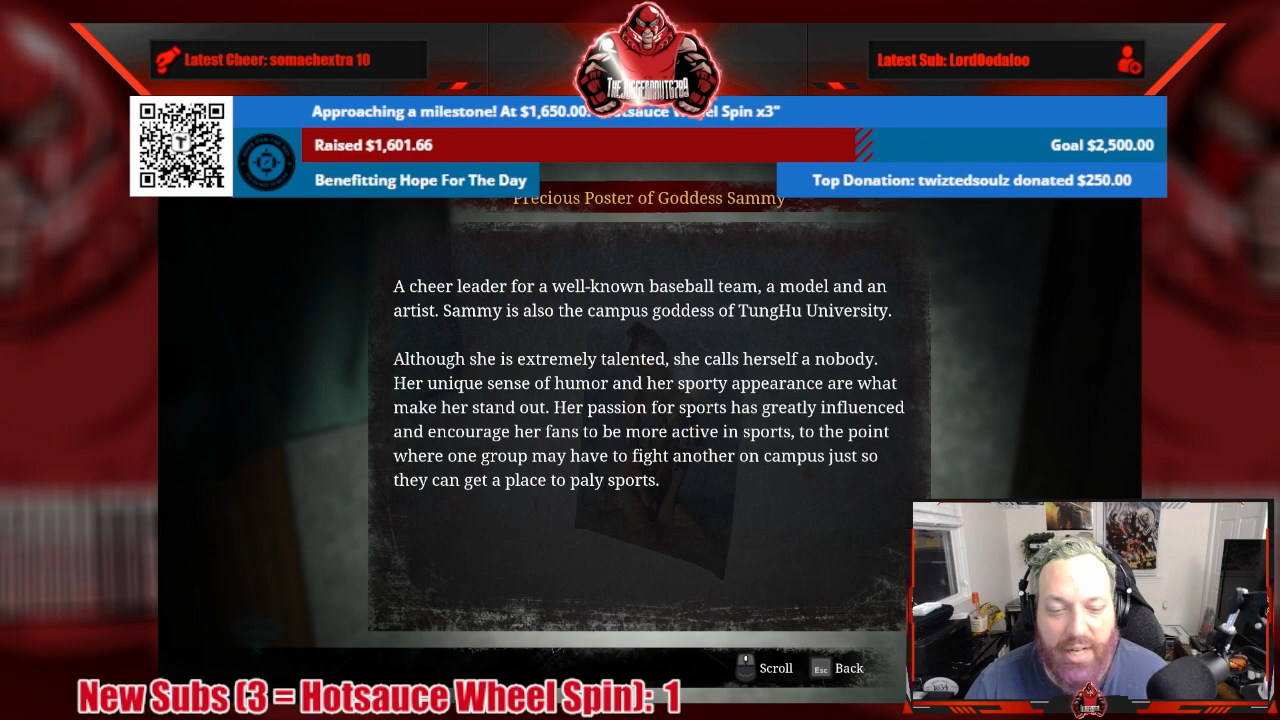 Latest Cheer: somachextra 10
Latest Sub: LordOodaloo
Approaching a milestone! At $1,650.00: Wheel Spin x3"
Raised $1,601.66
Goal $2,500.00
Benefitting Hope For The Day
Top Donation: twiztedsoulz donated $250.00
Precious Poster of Goddess Sammy
A cheer leader for a well-known baseball team, a model and an
artist. Sammy is also the campus goddess of TungHu University.
Although she is extremely talented, she calls herself a nobody.
Her unique sense of humor and her sporty appearance are what
make her stand out. Her passion for sports has greatly influenced
and encourage her fans to be more active in sports, to the point
where one group may have to fight another on campus just so
they can get a place to paly sports.
Esc
Scroll
Back
New Subs (3 = Hotsauce Wheel Spin): 1